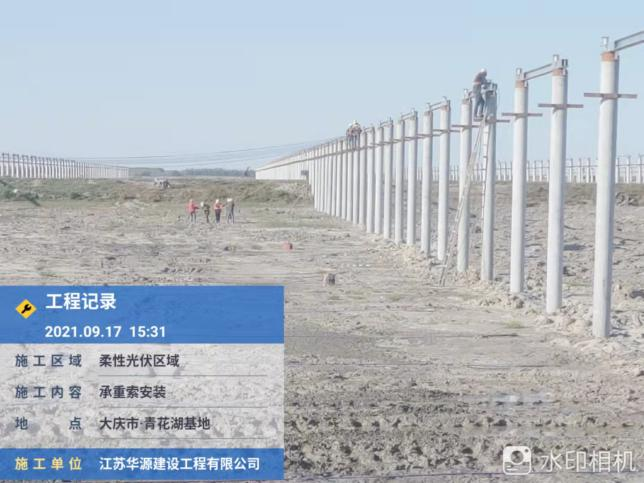 工程记录
2021.09.17 15:31
施工区域 柔性光伏区域
施工内容 承重索安装
地点 大庆市·青花湖基地
施工单位 江苏华源建设工程有限公司
水印相机